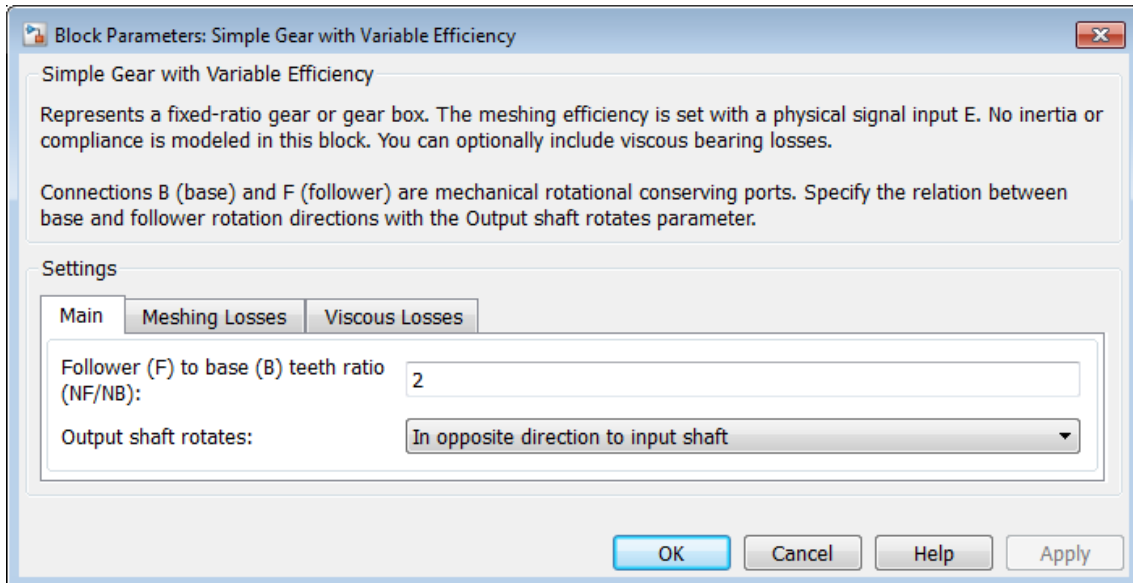 Block Parameters: Simple Gear with Variable Efficiency
Simple Gear with Variable Efficiency
Represents a fixed-ratio gear or gear box. The meshing efficiency is set with a physical signal input E. No inertia or
compliance is modeled in this block. You can optionally include viscous bearing losses.
Connections B (base) and F (follower) are mechanical rotational conserving ports. Specify the relation between
base and follower rotation directions with the Output shaft rotates parameter.
Settings
Main Meshing Losses Viscous Losses
Follower (F) to base (B) teeth ratio
(NF/NB):
2
Output shaft rotates: In opposite direction to input shaft
OK Cancel Help Apply